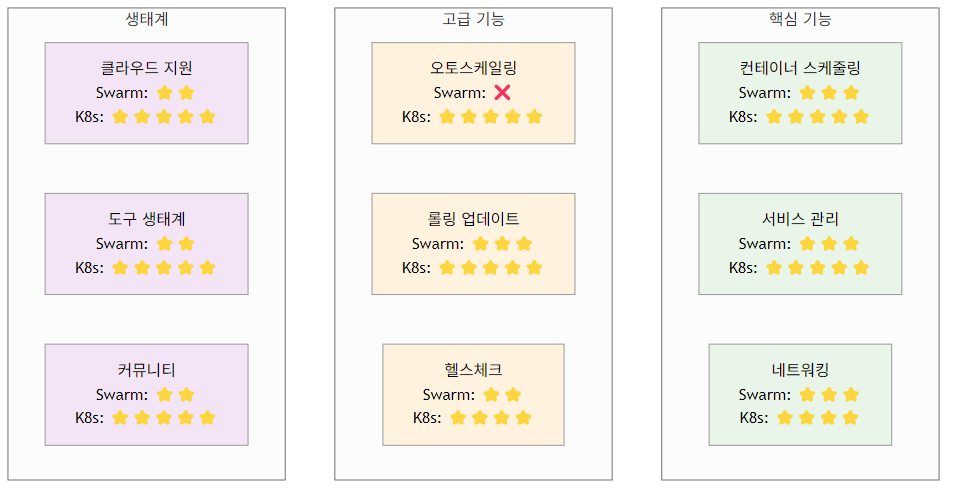 생태계
클라우드 지원
Swarm: ⭐⭐
K8s: ⭐⭐⭐⭐⭐
도구 생태계
Swarm: ⭐⭐
K8s: ⭐⭐⭐⭐⭐
커뮤니티
Swarm: ⭐⭐
K8s: ⭐⭐⭐⭐⭐
고급 기능
오토스케일링
Swarm: ❌
K8s: ⭐⭐⭐⭐⭐
롤링 업데이트
Swarm: ⭐⭐⭐
K8s: ⭐⭐⭐⭐⭐
헬스체크
Swarm: ⭐⭐
K8s: ⭐⭐⭐⭐
핵심 기능
컨테이너 스케줄링
Swarm: ⭐⭐⭐
K8s: ⭐⭐⭐⭐⭐
서비스 관리
Swarm: ⭐⭐⭐
K8s: ⭐⭐⭐⭐⭐
네트워킹
Swarm: ⭐⭐⭐
K8s: ⭐⭐⭐⭐